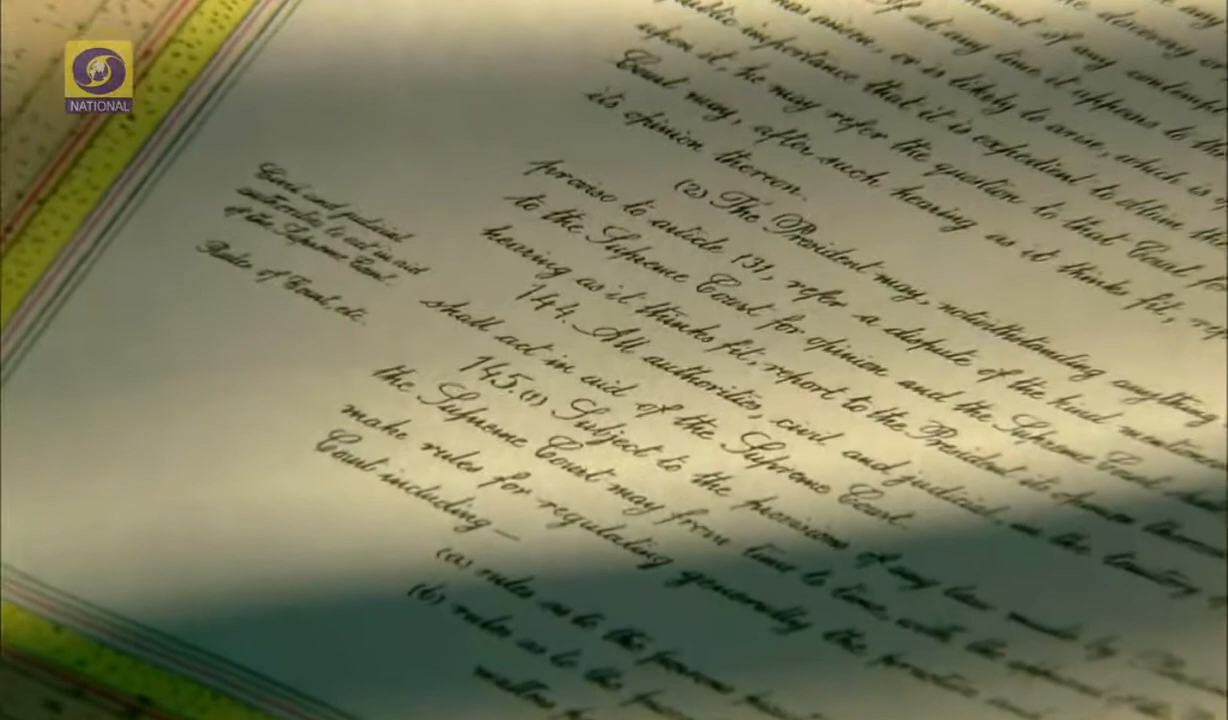 NATIONAL
public importance that it is expedient to obtain the
upon it, he may refer the question to that Court for
Court may, after such hearing as it thinks fit, rep
its opinion thereon.
(2) The President may, notwithstanding anything
proviso to article 131, refer a dispute of the kind mention
to the Supreme Court for opinion and the Supreme Court shall
hearing as it thinks fit, report to the President its opinion thereon
Civil and judicial
authorities to act in aid
of the Supreme Court.
144. All authorities, civil and judicial, in the territory
shall act in aid of the Supreme Court.
Rules of Court, etc.
145.(1) Subject to the provisions of any law made by
the Supreme Court may from time to time, with the approval of the
make rules for regulating generally the practice
Court including—
(a) rules as to the persons
(b) rules as to the
matters